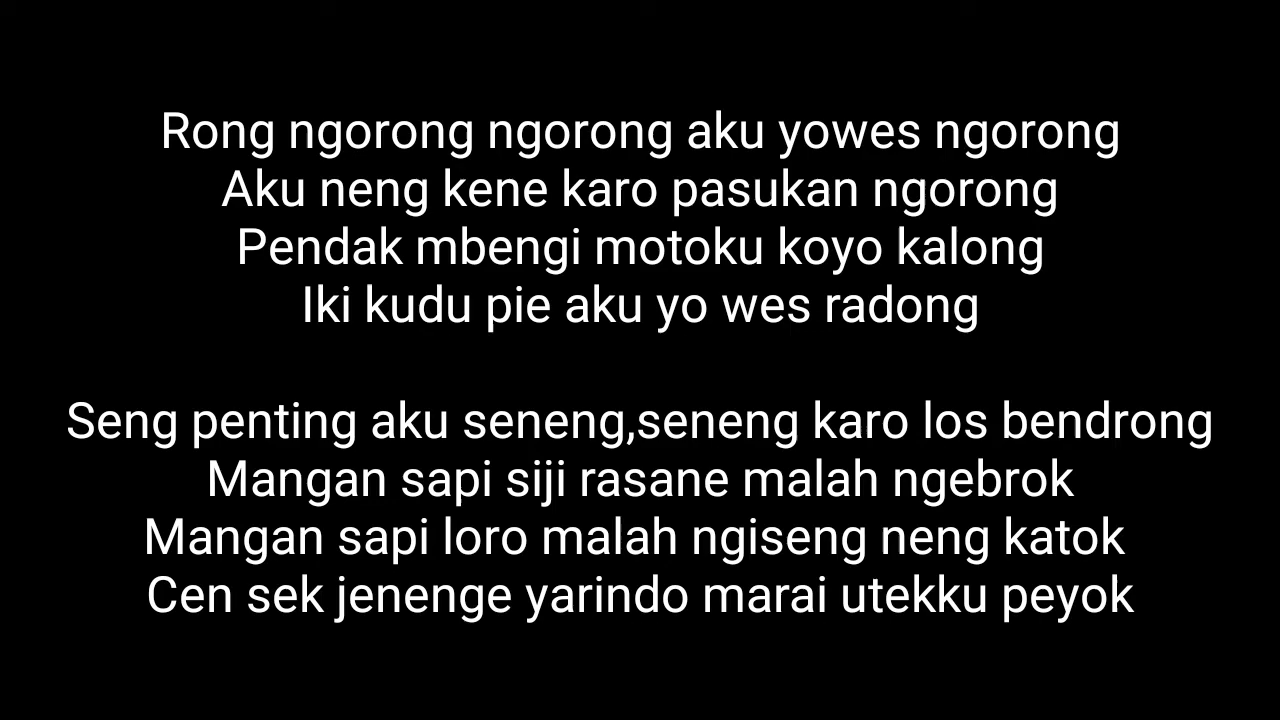 Rong ngorong ngorong aku yowes ngorong
Aku neng kene karo pasukan ngorong
Pendak mbengi motoku koyo kalong
Iki kudu pie aku yo wes radong
Seng penting aku seneng,seneng karo los bendrong
Mangan sapi siji rasane malah ngebrok
Mangan sapi loro malah ngiseng neng katok
Cen sek jenenge yarindo marai utekku peyok